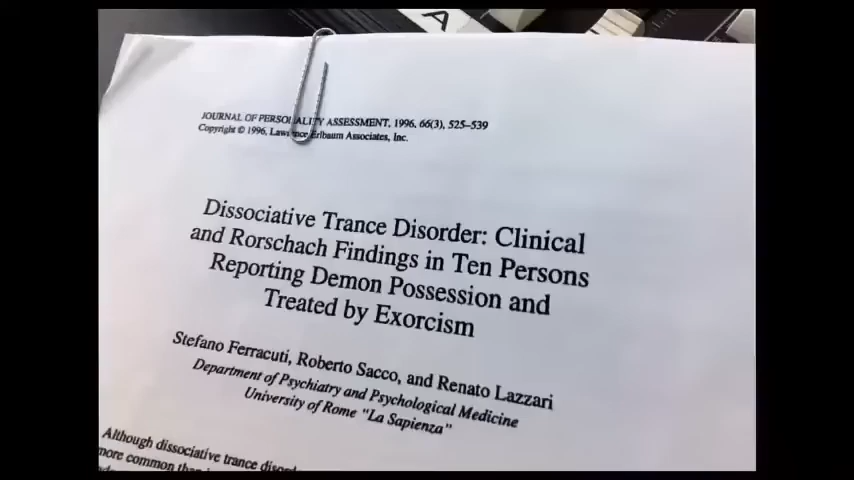 A
JOURNAL OF PERSONALITY ASSESSMENT, 1996, 66(3), 525–539
Copyright © 1996, Lawrence Erlbaum Associates, Inc.
Dissociative Trance Disorder: Clinical
and Rorschach Findings in Ten Persons
Reporting Demon Possession and
Treated by Exorcism
Stefano Ferracuti, Roberto Sacco, and Renato Lazzari
Department of Psychiatry and Psychological Medicine
University of Rome "La Sapienza"
Although dissociative trance
more common